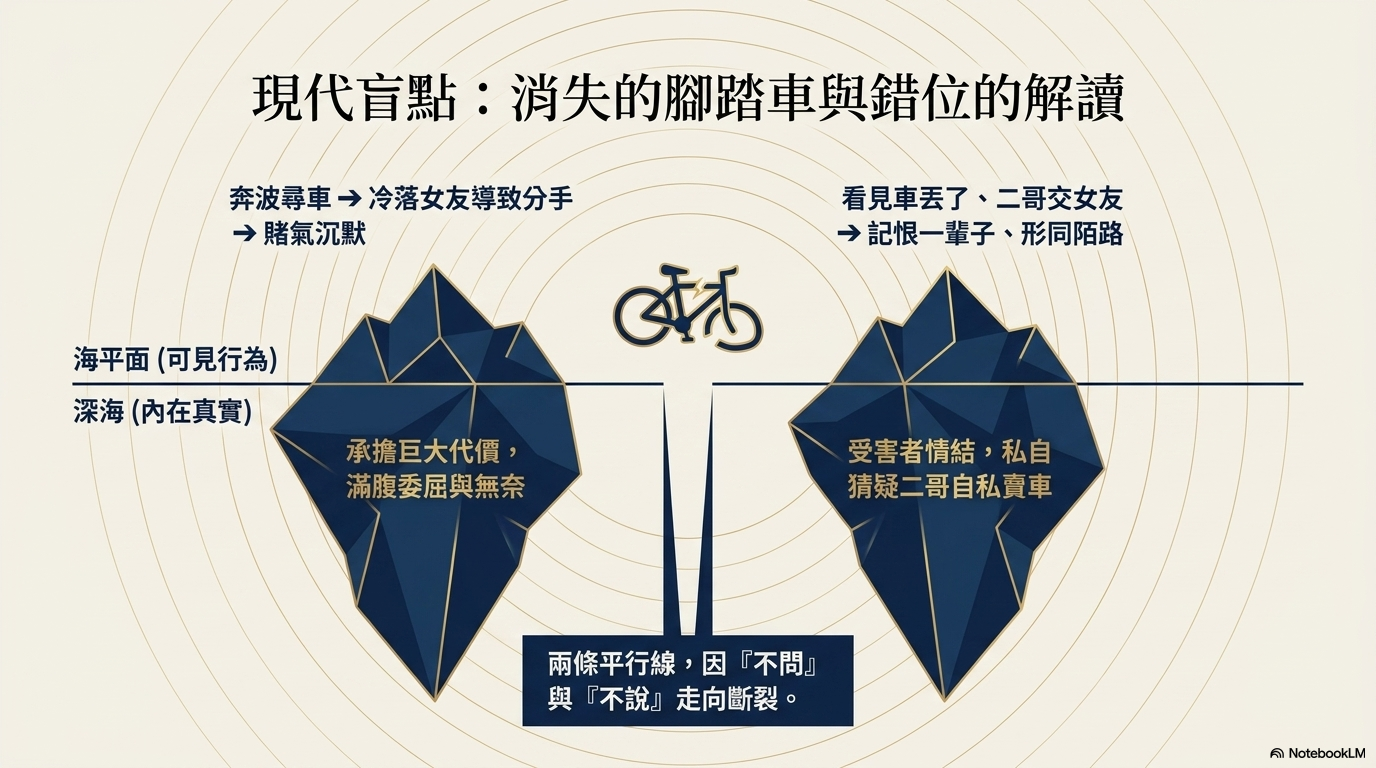 現代盲點：消失的腳踏車與錯位的解讀
奔波尋車 ➔ 冷落女友導致分手
➔ 賭氣沉默
看見車丟了、二哥交女友
➔ 記恨一輩子、形同陌路
海平面 (可見行為)
深海 (內在真實)
承擔巨大代價，
滿腹委屈與無奈
受害者情結，私自
猜疑二哥自私賣車
兩條平行線，因『不問』
與『不說』走向斷裂。
NotebookLM